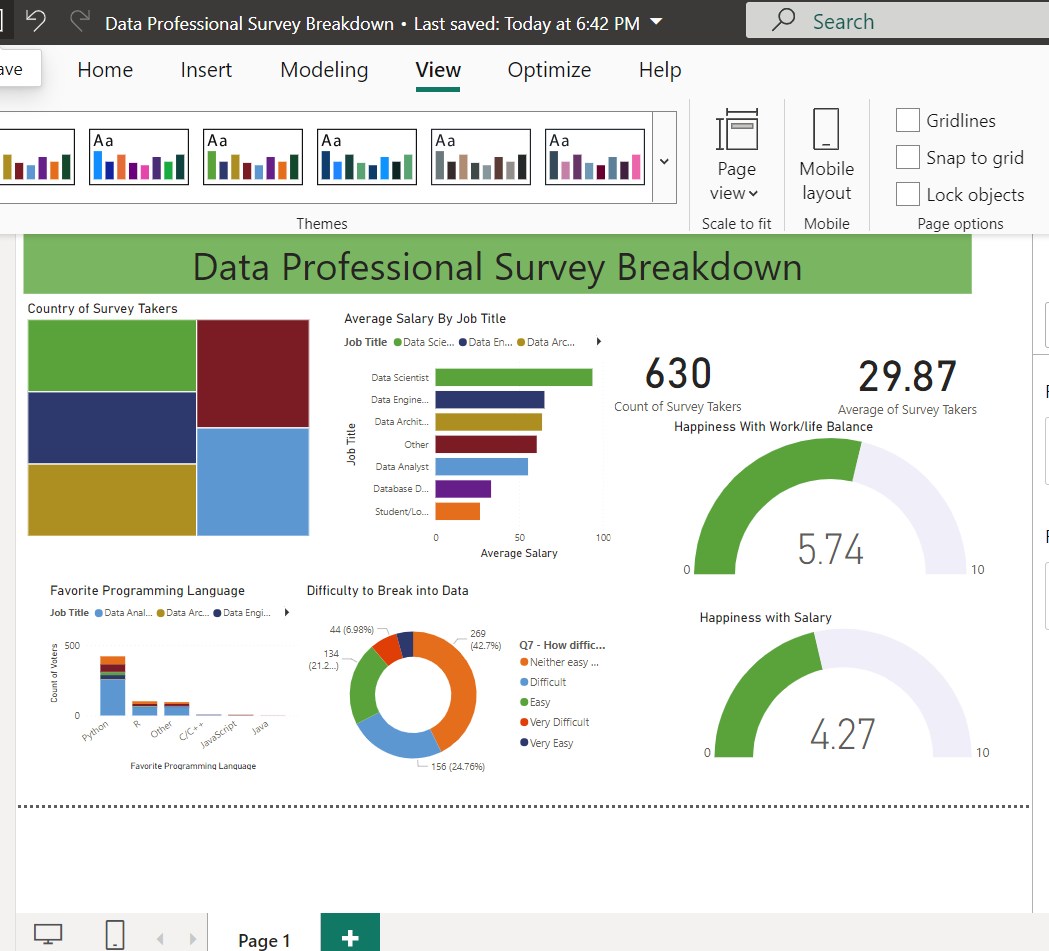 Data Professional Survey Breakdown • Last saved: Today at 6:42 PM
Search
ave
Home Insert Modeling View Optimize Help
Aa Aa Aa Aa Aa
Page view
Mobile layout
Gridlines
Snap to grid
Lock objects
Themes
Scale to fit
Mobile
Page options
Data Professional Survey Breakdown
Country of Survey Takers
Average Salary By Job Title
Job Title Data Scie... Data En... Data Arc...
Job Title
Data Scientist
Data Engine...
Data Archit...
Other
Data Analyst
Database D...
Student/Lo...
0 50 100
Average Salary
630
Count of Survey Takers
29.87
Average of Survey Takers
Happiness With Work/life Balance
5.74
0 10
Favorite Programming Language
Job Title Data Anal... Data Arc... Data Engi...
Count of Voters
500
0
Python R Other C/C++ JavaScript Java
Favorite Programming Language
Difficulty to Break into Data
44 (6.98%)
269
(42.7%)
134
(21.2...)
156 (24.76%)
Q7 - How diffic...
Neither easy ...
Difficult
Easy
Very Difficult
Very Easy
Happiness with Salary
4.27
0 10
Page 1
+